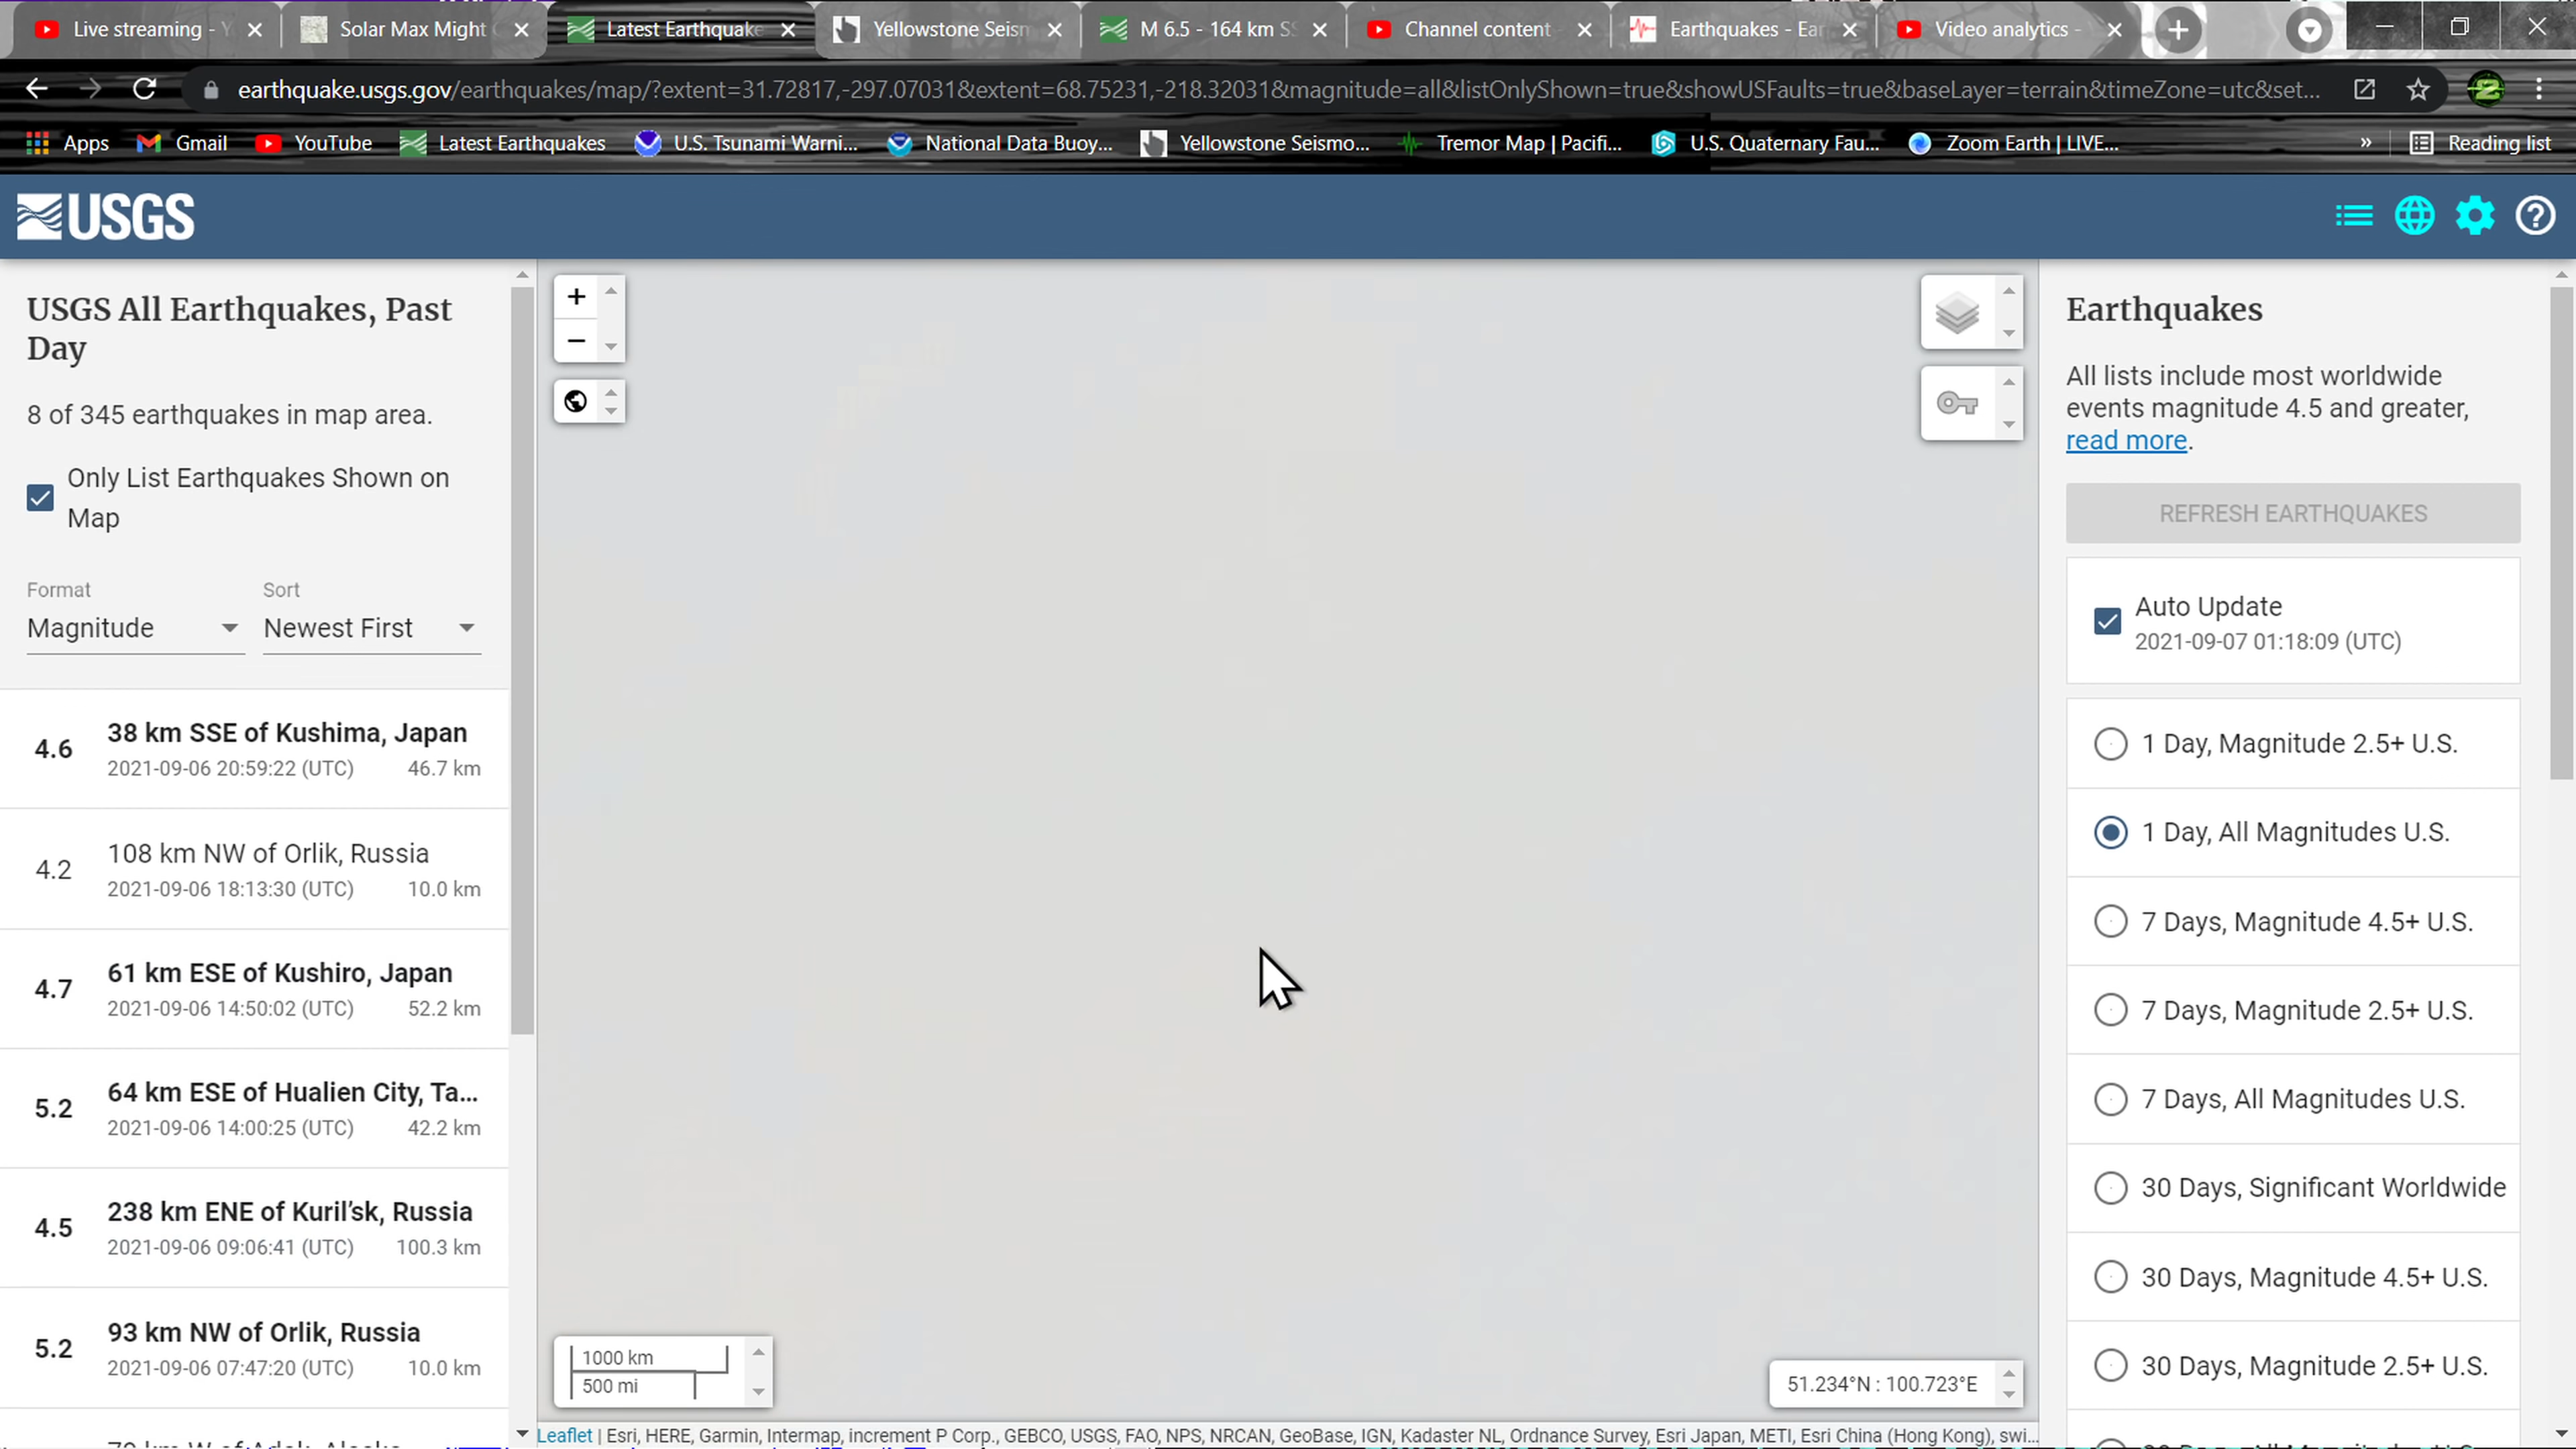 Live streaming - Y
Solar Max Might
Latest Earthquake
Yellowstone Seism
M 6.5 - 164 km S
Channel content
Earthquakes - Ear
Video analytics -
earthquake.usgs.gov/earthquakes/map/?extent=31.72817,-297.07031&extent=68.75231,-218.32031&magnitude=all&listOnlyShown=true&showUSFaults=true&baseLayer=terrain&timeZone=utc&set...
Apps
Gmail
YouTube
Latest Earthquakes
U.S. Tsunami Warni...
National Data Buoy...
Yellowstone Seismo...
Tremor Map | Pacifi...
U.S. Quaternary Fau...
Zoom Earth | LIVE...
»
Reading list
USGS
USGS All Earthquakes, Past
Day
8 of 345 earthquakes in map area.
Only List Earthquakes Shown on
Map
Format
Sort
Magnitude
Newest First
4.6
38 km SSE of Kushima, Japan
2021-09-06 20:59:22 (UTC) 46.7 km
4.2
108 km NW of Orlik, Russia
2021-09-06 18:13:30 (UTC) 10.0 km
4.7
61 km ESE of Kushiro, Japan
2021-09-06 14:50:02 (UTC) 52.2 km
5.2
64 km ESE of Hualien City, Ta...
2021-09-06 14:00:25 (UTC) 42.2 km
4.5
238 km ENE of Kuril'sk, Russia
2021-09-06 09:06:41 (UTC) 100.3 km
5.2
93 km NW of Orlik, Russia
2021-09-06 07:47:20 (UTC) 10.0 km
+
−
1000 km
500 mi
51.234°N : 100.723°E
Leaflet | Esri, HERE, Garmin, Intermap, increment P Corp., GEBCO, USGS, FAO, NPS, NRCAN, GeoBase, IGN, Kadaster NL, Ordnance Survey, Esri Japan, METI, Esri China (Hong Kong), swi...
Earthquakes
All lists include most worldwide
events magnitude 4.5 and greater,
read more.
REFRESH EARTHQUAKES
Auto Update
2021-09-07 01:18:09 (UTC)
1 Day, Magnitude 2.5+ U.S.
1 Day, All Magnitudes U.S.
7 Days, Magnitude 4.5+ U.S.
7 Days, Magnitude 2.5+ U.S.
7 Days, All Magnitudes U.S.
30 Days, Significant Worldwide
30 Days, Magnitude 4.5+ U.S.
30 Days, Magnitude 2.5+ U.S.